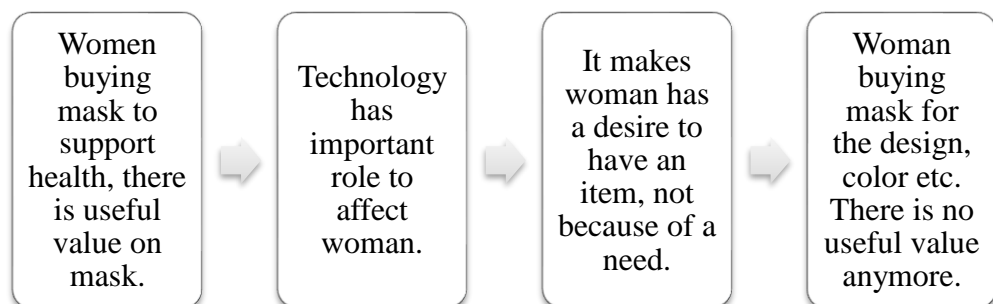 Women
buying
mask to
support
health, there
is useful
value on
mask.
Technology
has
important
role to
affect
woman.
It makes
woman has
a desire to
have an
item, not
because of a
need.
Woman
buying
mask for
the design,
color etc.
There is no
useful value
anymore.